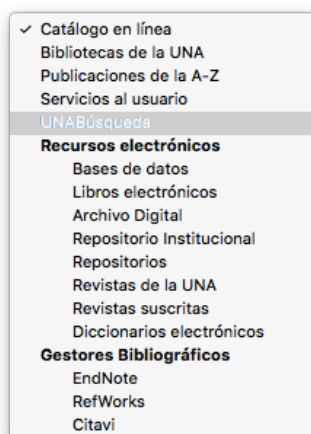 Catálogo en línea
Bibliotecas de la UNA
Publicaciones de la A-Z
Servicios al usuario
UNABúsqueda
Recursos electrónicos
Bases de datos
Libros electrónicos
Archivo Digital
Repositorio Institucional
Repositorios
Revistas de la UNA
Revistas suscritas
Diccionarios electrónicos
Gestores Bibliográficos
EndNote
RefWorks
Citavi